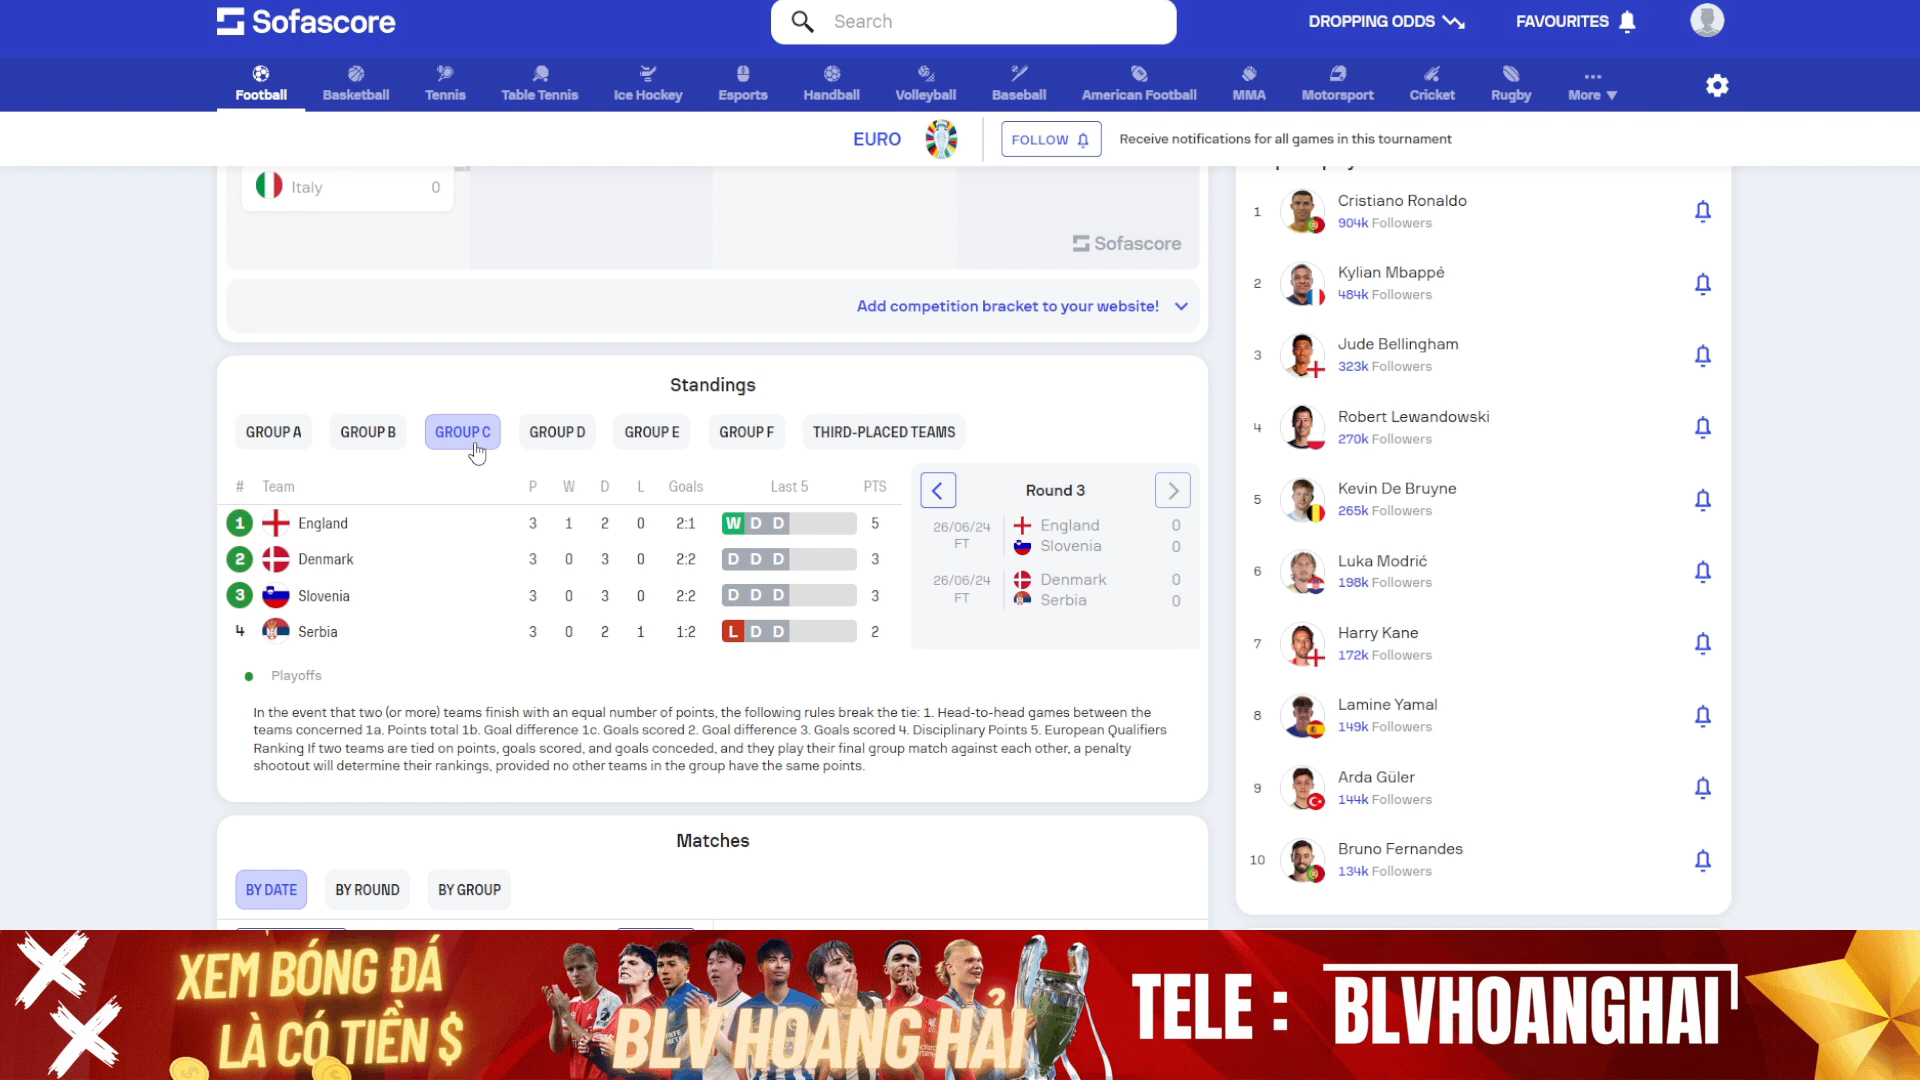 Sofascore
Search
DROPPING ODDS
FAVOURITES
Football
Basketball
Tennis
Table Tennis
Ice Hockey
Esports
Handball
Volleyball
Baseball
American Football
MMA
Motorsport
Cricket
Rugby
More
EURO
FOLLOW
Receive notifications for all games in this tournament
Italy 0
Sofascore
Add competition bracket to your website!
Standings
GROUP A
GROUP B
GROUP C
GROUP D
GROUP E
GROUP F
THIRD-PLACED TEAMS
# Team P W D L Goals Last 5 PTS
1 England 3 1 2 0 2:1 W D D 5
2 Denmark 3 0 3 0 2:2 D D D 3
3 Slovenia 3 0 3 0 2:2 D D D 3
4 Serbia 3 0 2 1 1:2 L D D 2
Playoffs
Round 3
26/06/24 England 0
FT Slovenia 0
26/06/24 Denmark 0
FT Serbia 0
In the event that two (or more) teams finish with an equal number of points, the following rules break the tie: 1. Head-to-head games between the
teams concerned 1a. Points total 1b. Goal difference 1c. Goals scored 2. Goal difference 3. Goals scored 4. Disciplinary Points 5. European Qualifiers
Ranking If two teams are tied on points, goals scored, and goals conceded, and they play their final group match against each other, a penalty
shootout will determine their rankings, provided no other teams in the group have the same points.
Matches
BY DATE
BY ROUND
BY GROUP
1 Cristiano Ronaldo
904k Followers
2 Kylian Mbappé
484k Followers
3 Jude Bellingham
323k Followers
4 Robert Lewandowski
270k Followers
5 Kevin De Bruyne
265k Followers
6 Luka Modrić
198k Followers
7 Harry Kane
172k Followers
8 Lamine Yamal
149k Followers
9 Arda Güler
144k Followers
10 Bruno Fernandes
134k Followers
XEM BÓNG ĐÁ
LÀ CÓ TIỀN $
BLV HOÀNG HẢI
TELE : BLVHOANGHAI